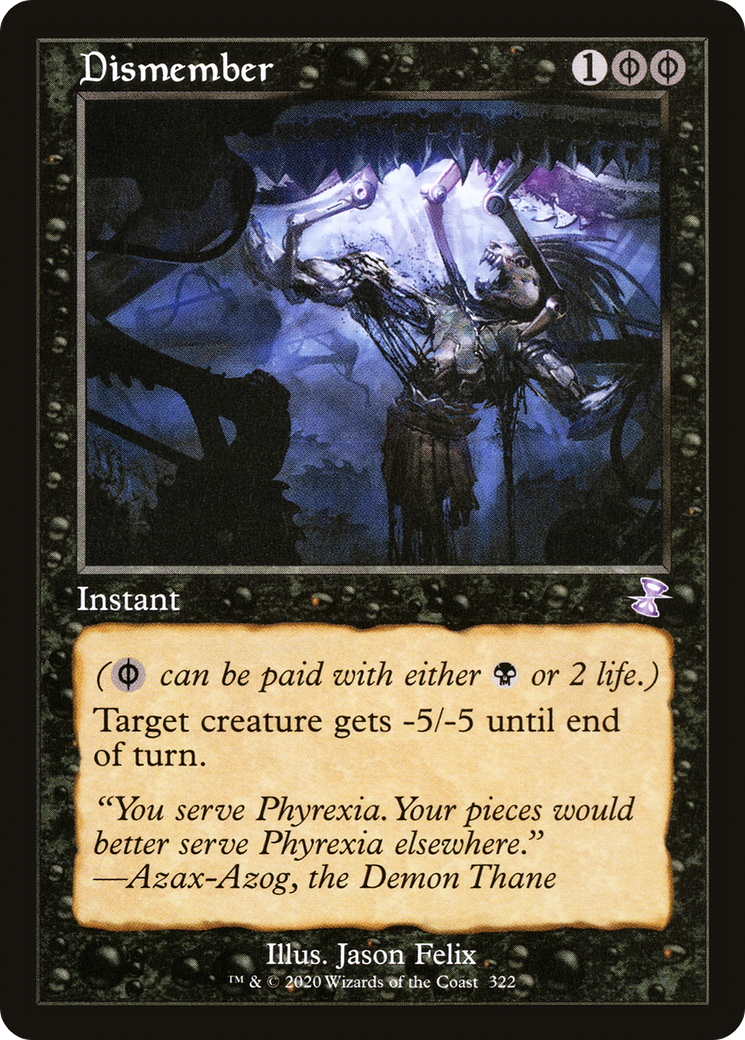 Dismember 1
Instant
( can be paid with either or 2 life.)
Target creature gets -5/-5 until end
of turn.
“You serve Phyrexia. Your pieces would
better serve Phyrexia elsewhere.”
—Azax-Azog, the Demon Thane
Illus. Jason Felix
™ & © 2020 Wizards of the Coast 322